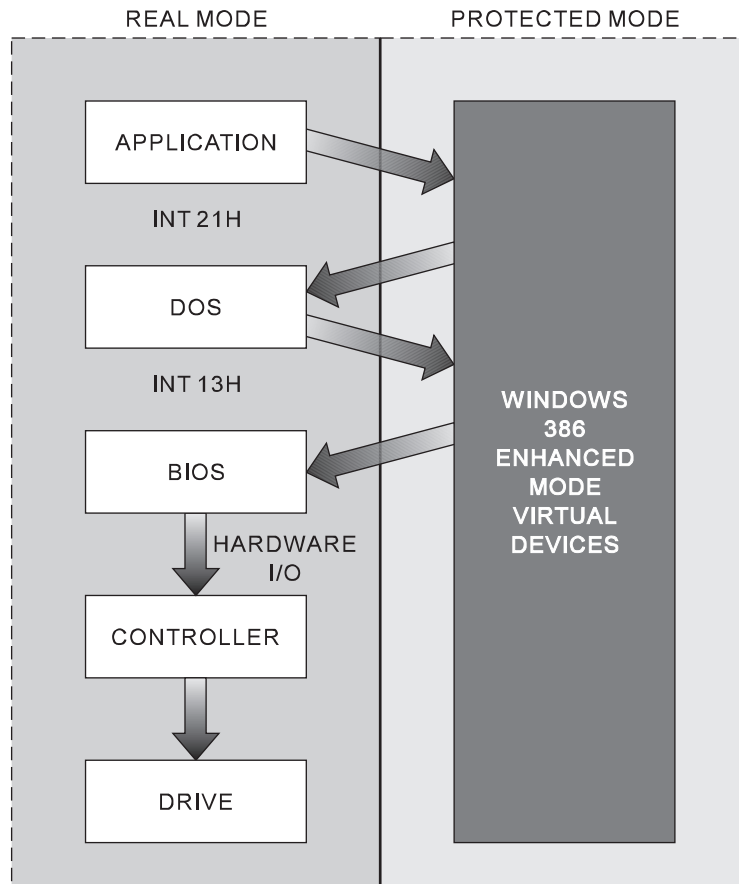 REAL MODE
PROTECTED MODE
APPLICATION
INT 21H
DOS
INT 13H
BIOS
HARDWARE
I/O
CONTROLLER
DRIVE
WINDOWS
386
ENHANCED
MODE
VIRTUAL
DEVICES